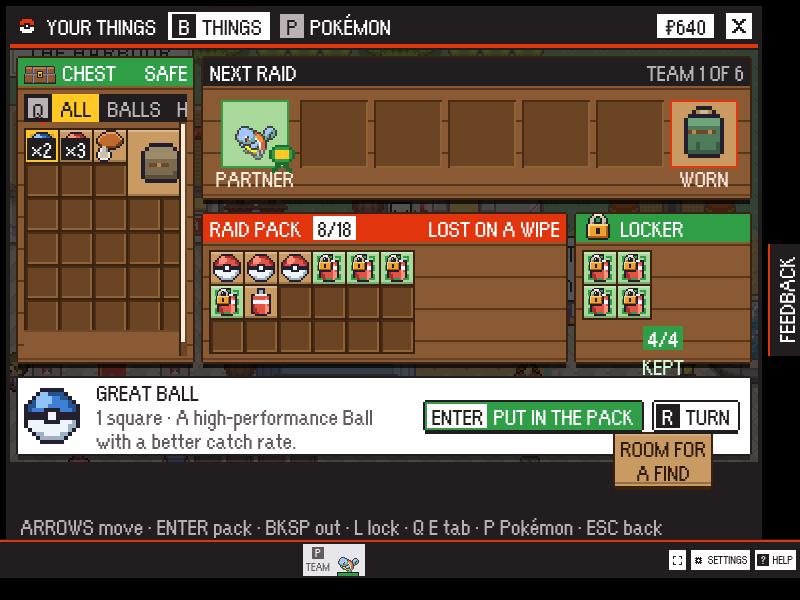 YOUR THINGS B THINGS P POKÉMON ₽640 X
CHEST SAFE
NEXT RAID TEAM 1 OF 6
Q ALL BALLS H
×2 ×3
PARTNER
WORN
RAID PACK 8/18 LOST ON A WIPE
LOCKER
4/4
KEPT
GREAT BALL
1 square · A high-performance Ball
with a better catch rate.
ENTER PUT IN THE PACK R TURN
ROOM FOR
A FIND
FEEDBACK
ARROWS move · ENTER pack · BKSP out · L lock · Q E tab · P Pokémon · ESC back
P
TEAM
SETTINGS ? HELP